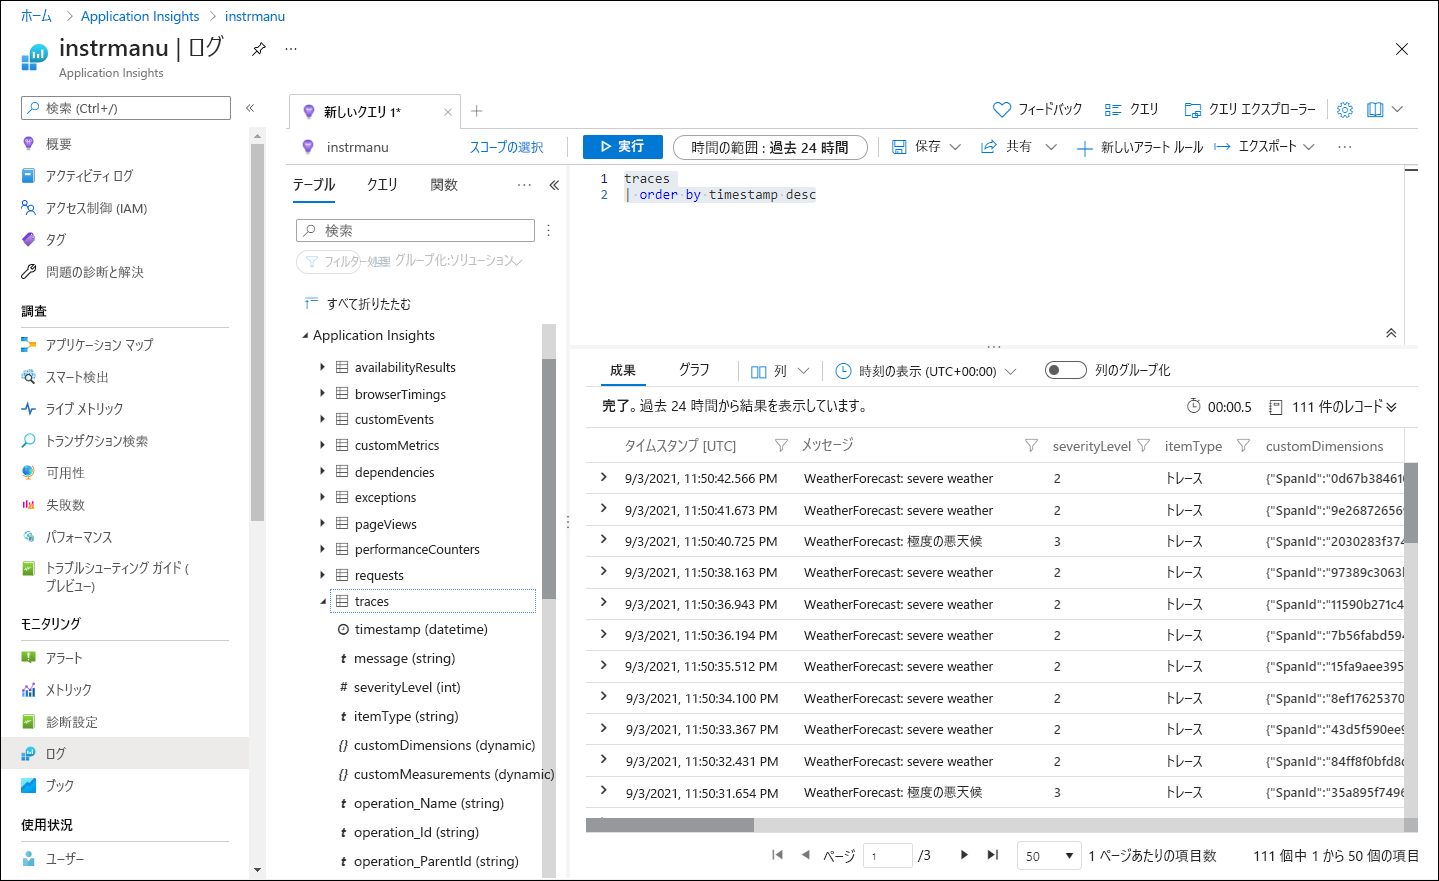 ホーム > Application Insights > instrmanu
instrmanu | ログ
Application Insights
検索 (Ctrl+/)
概要
アクティビティ ログ
アクセス制御 (IAM)
タグ
問題の診断と解決
調査
アプリケーション マップ
スマート検出
ライブ メトリック
トランザクション検索
可用性
失敗数
パフォーマンス
トラブルシューティング ガイド (
プレビュー)
モニタリング
アラート
メトリック
診断設定
ログ
ブック
使用状況
ユーザー
新しいクエリ 1*
フィードバック クエリ クエリ エクスプローラー
instrmanu スコープの選択
実行 時間の範囲 : 過去 24 時間 保存 共有 新しいアラート ルール エクスポート
テーブル クエリ 関数
検索
フィルター処理 グループ化:ソリューション
すべて折りたたむ
Application Insights
availabilityResults
browserTimings
customEvents
customMetrics
dependencies
exceptions
pageViews
performanceCounters
requests
traces
timestamp (datetime)
t message (string)
# severityLevel (int)
t itemType (string)
{} customDimensions (dynamic)
{} customMeasurements (dynamic)
t operation_Name (string)
t operation_Id (string)
t operation_ParentId (string)
1 traces
2 | order by timestamp desc
成果 グラフ 列 時刻の表示 (UTC+00:00) 列のグループ化
完了。過去 24 時間から結果を表示しています。 00:00.5 111 件のレコード
タイムスタンプ [UTC] メッセージ severityLevel itemType customDimensions
9/3/2021, 11:50:42.566 PM WeatherForecast: severe weather 2 トレース {"SpanId":"0d67b38461
9/3/2021, 11:50:41.673 PM WeatherForecast: severe weather 2 トレース {"SpanId":"9e26872656
9/3/2021, 11:50:40.725 PM WeatherForecast: 極度の悪天候 3 トレース {"SpanId":"2030283f374
9/3/2021, 11:50:38.163 PM WeatherForecast: severe weather 2 トレース {"SpanId":"97389c3063
9/3/2021, 11:50:36.943 PM WeatherForecast: severe weather 2 トレース {"SpanId":"11590b271c4
9/3/2021, 11:50:36.194 PM WeatherForecast: severe weather 2 トレース {"SpanId":"7b56fabd594
9/3/2021, 11:50:35.512 PM WeatherForecast: severe weather 2 トレース {"SpanId":"15fa9aee395
9/3/2021, 11:50:34.100 PM WeatherForecast: severe weather 2 トレース {"SpanId":"8ef17625370
9/3/2021, 11:50:33.367 PM WeatherForecast: severe weather 2 トレース {"SpanId":"43d5f590ee9
9/3/2021, 11:50:32.431 PM WeatherForecast: severe weather 2 トレース {"SpanId":"84ff8f0bfd8
9/3/2021, 11:50:31.654 PM WeatherForecast: 極度の悪天候 3 トレース {"SpanId":"35a895f7496
ページ 1 /3 50 1 ページあたりの項目数 111 個中 1 から 50 個の項目